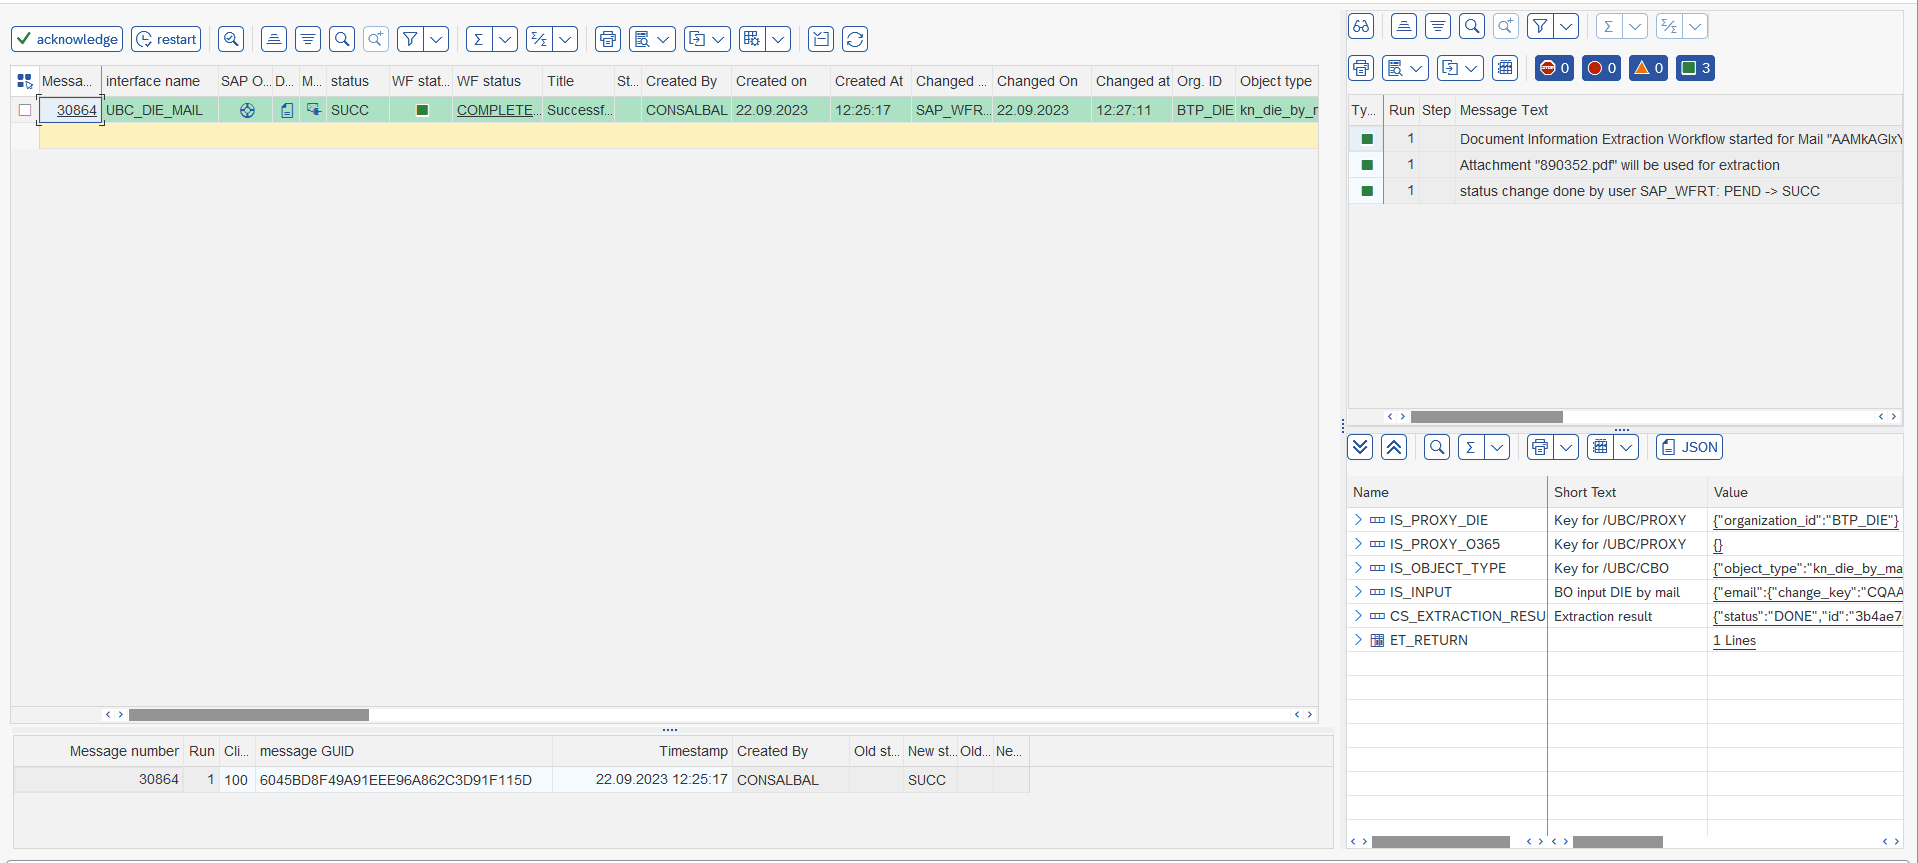 acknowledge restart
Messa... interface name SAP O... D... M... status WF stat... WF status Title St... Created By Created on Created At Changed ... Changed On Changed at Org. ID Object type
30864 UBC_DIE_MAIL SUCC COMPLETE... Successf... CONSALBAL 22.09.2023 12:25:17 SAP_WFR... 22.09.2023 12:27:11 BTP_DIE kn_die_by_m
Message number Run Cli... message GUID Timestamp Created By Old st... New st... Old... Ne...
30864 1 100 6045BD8F49A91EEE96A862C3D91F115D 22.09.2023 12:25:17 CONSALBAL SUCC
STOP 0 0 0 3
Ty... Run Step Message Text
1 Document Information Extraction Workflow started for Mail "AAMkAGIxY
1 Attachment "890352.pdf" will be used for extraction
1 status change done by user SAP_WFRT: PEND -> SUCC
JSON
Name Short Text Value
IS_PROXY_DIE Key for /UBC/PROXY {"organization_id":"BTP_DIE"}
IS_PROXY_O365 Key for /UBC/PROXY {}
IS_OBJECT_TYPE Key for /UBC/CBO {"object_type":"kn_die_by_ma
IS_INPUT BO input DIE by mail {"email":{"change_key":"CQAA
CS_EXTRACTION_RESU Extraction result {"status":"DONE","id":"3b4ae7
ET_RETURN 1 Lines